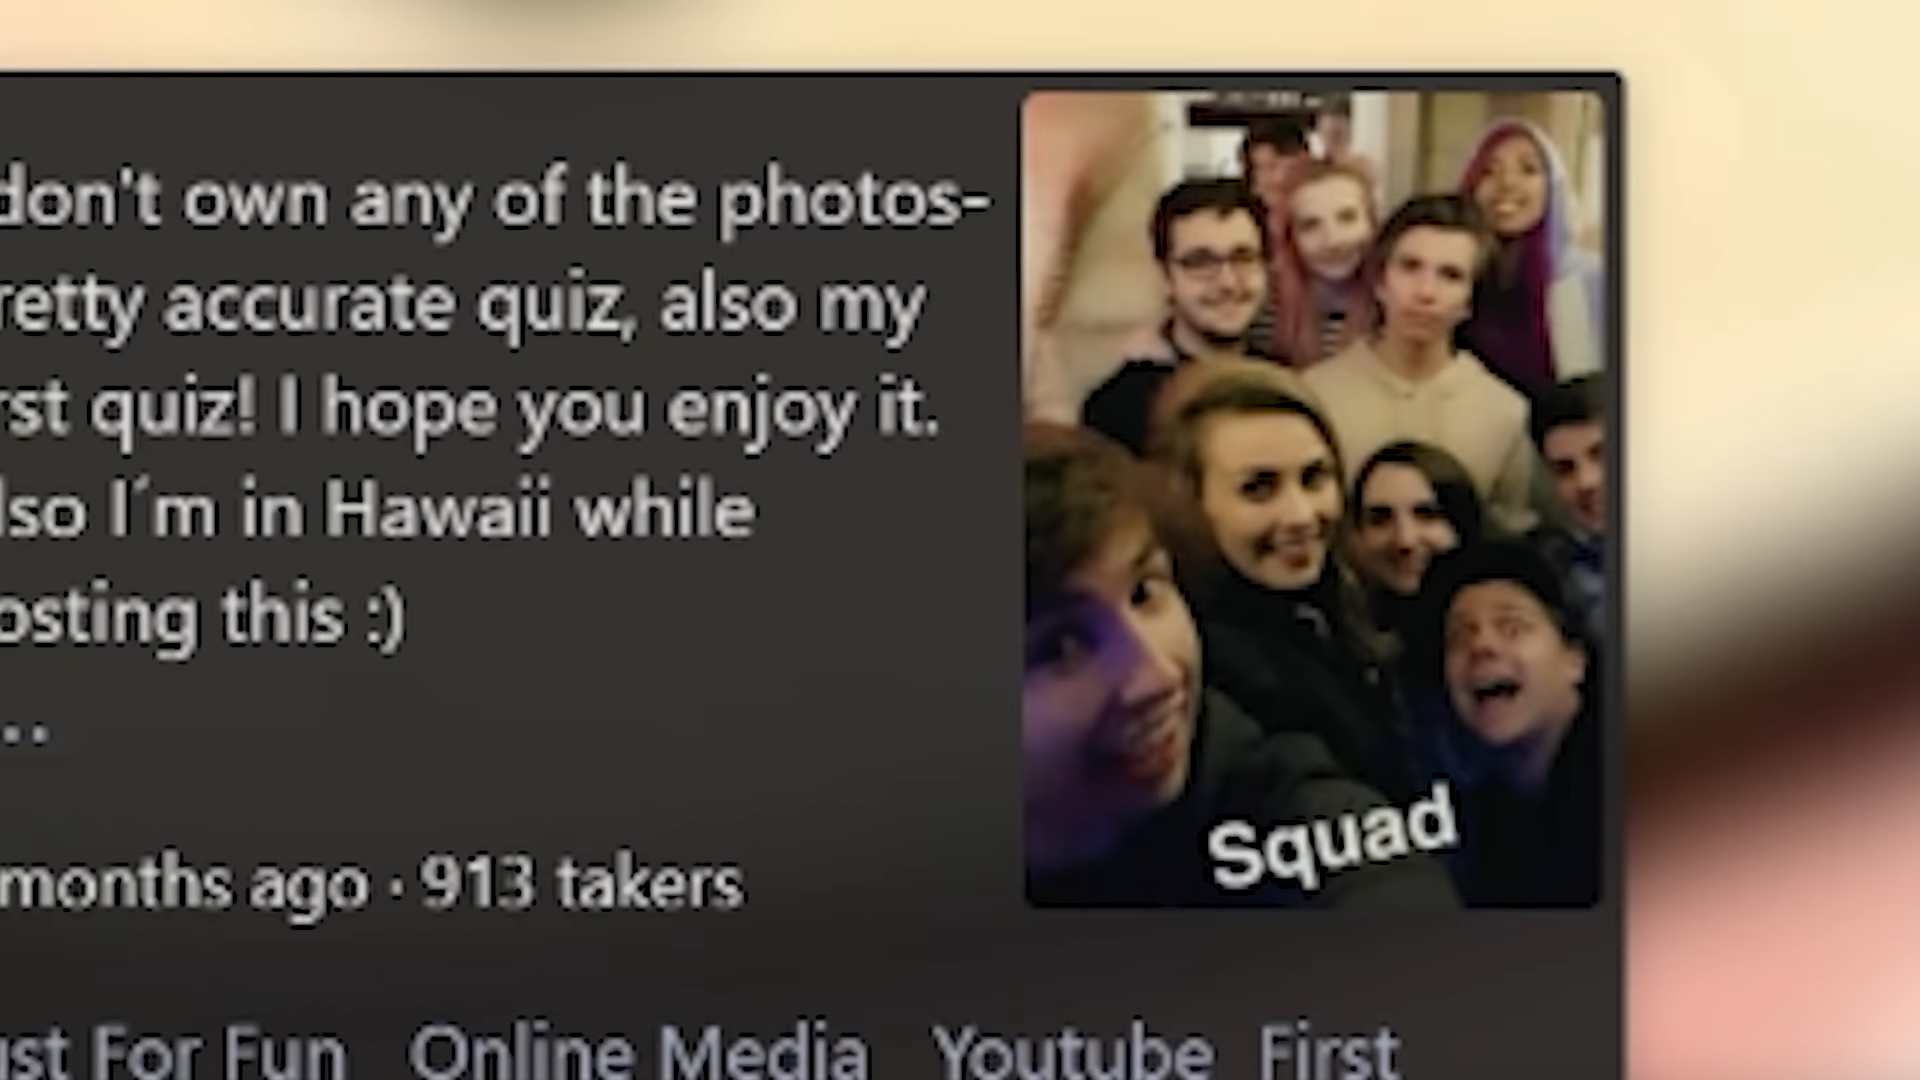 don't own any of the photos-
retty accurate quiz, also my
rst quiz! I hope you enjoy it.
lso I´m in Hawaii while
osting this :)
..
months ago · 913 takers
Squad
ust For Fun Online Media Youtube First